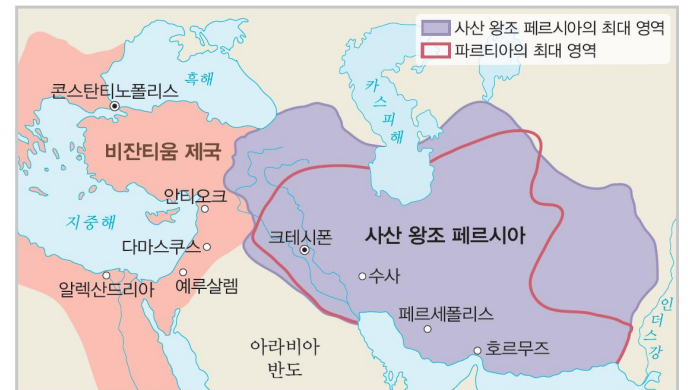 사산 왕조 페르시아의 최대 영역
파르티아의 최대 영역
흑해
콘스탄티노폴리스
카스피해
비잔티움 제국
안티오크
지중해
크테시폰
사산 왕조 페르시아
다마스쿠스
수사
알렉산드리아
예루살렘
페르세폴리스
인더스강
아라비아
반도
호르무즈